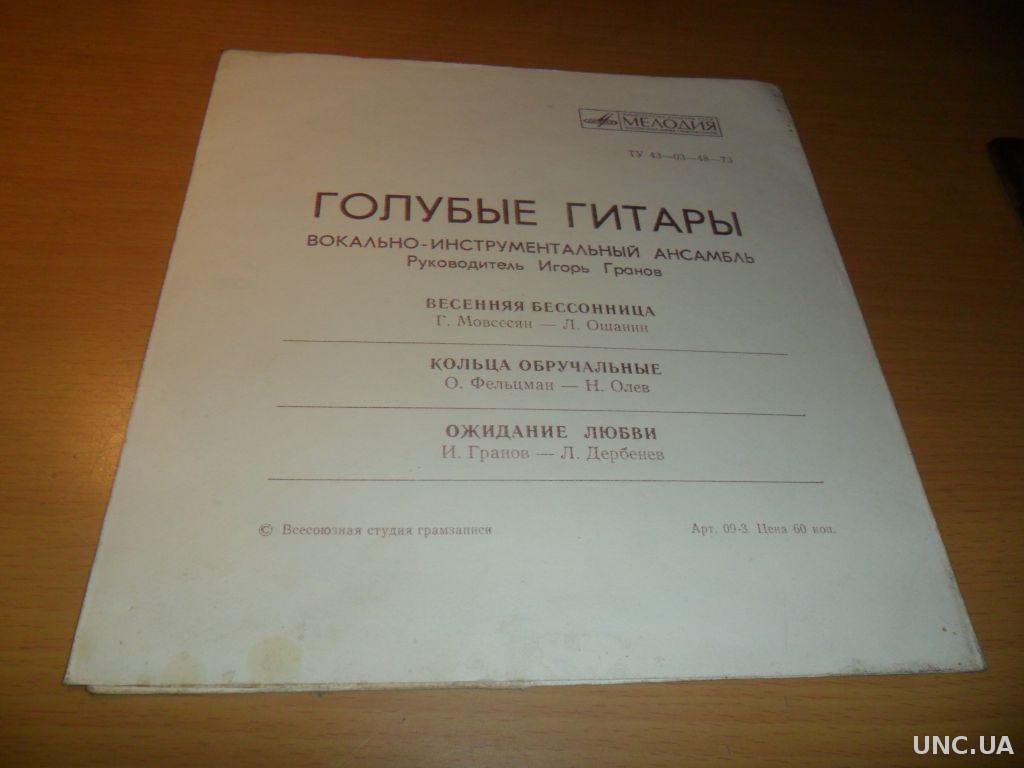 МЕЛОДИЯ
ТУ 43—03—48—73
ГОЛУБЫЕ ГИТАРЫ
ВОКАЛЬНО-ИНСТРУМЕНТАЛЬНЫЙ АНСАМБЛЬ
Руководитель Игорь Гранов
ВЕСЕННЯЯ БЕССОННИЦА
Г. Мовсесян — Л. Ошанин
КОЛЬЦА ОБРУЧАЛЬНЫЕ
О. Фельцман — Н. Олев
ОЖИДАНИЕ ЛЮБВИ
И. Гранов — Л. Дербенев
© Всесоюзная студия грамзаписи
Арт. 09-3. Цена 60 коп.
UNC.UA